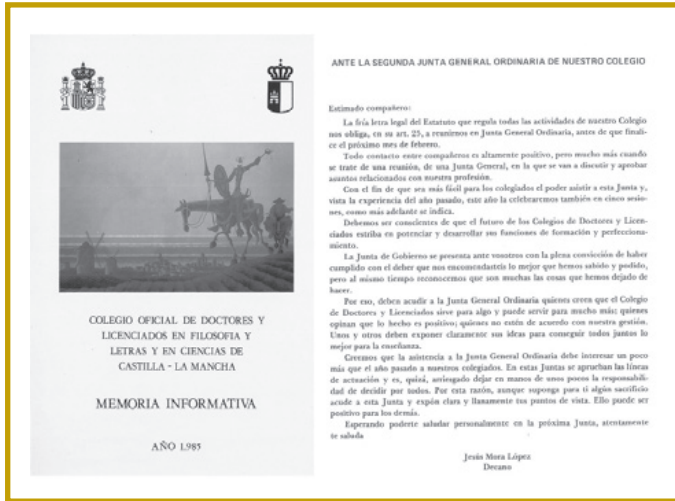 COLEGIO OFICIAL DE DOCTORES Y
LICENCIADOS EN FILOSOFIA Y
LETRAS Y EN CIENCIAS DE
CASTILLA - LA MANCHA
MEMORIA INFORMATIVA
AÑO 1.985
ANTE LA SEGUNDA JUNTA GENERAL ORDINARIA DE NUESTRO COLEGIO
Estimado compañero:
La fría letra legal del Estatuto que regula todas las actividades de nuestro Colegio
nos obliga, en su art. 25, a reunirnos en Junta General Ordinaria, antes de que finali-
ce el próximo mes de febrero.
Todo contacto entre compañeros es altamente positivo, pero mucho más cuando
se trate de una reunión, de una Junta General, en la que se van a discutir y aprobar
asuntos relacionados con nuestra profesión.
Con el fin de que sea más fácil para los colegiados el poder asistir a esta Junta y,
vista la experiencia del año pasado, este año la celebraremos también en cinco sesio-
nes, como más adelante se indica.
Debemos ser conscientes de que el futuro de los Colegios de Doctores y Licen-
ciados estriba en potenciar y desarrollar sus funciones de formación y perfecciona-
miento.
La Junta de Gobierno se presenta ante vosotros con la plena convicción de haber
cumplido con el deber que nos encomendasteis lo mejor que hemos sabido y podido,
pero al mismo tiempo reconocemos que son muchas las cosas que hemos dejado de
hacer.
Por eso, deben acudir a la Junta General Ordinaria quienes creen que el Colegio
de Doctores y Licenciados sirve para algo y puede servir para mucho más; quienes
opinan que lo hecho es positivo; quienes no estén de acuerdo con nuestra gestión.
Unos y otros deben exponer claramente sus ideas para conseguir todos juntos lo
mejor para la enseñanza.
Creemos que la asistencia a la Junta General Ordinaria debe interesar un poco
más que el año pasado a nuestros colegiados. En estas Juntas se aprueban las líneas
de actuación y es, quizá, arriesgado dejar en manos de unos pocos la responsabili-
dad de decidir por todos. Por esta razón, aunque suponga para ti algún sacrificio
acude a esta Junta y expón clara y llanamente tus puntos de vista. Ello puede ser
positivo para los demás.
Esperando poderte saludar personalmente en la próxima Junta, atentamente
te saluda
Jesús Mora López
Decano